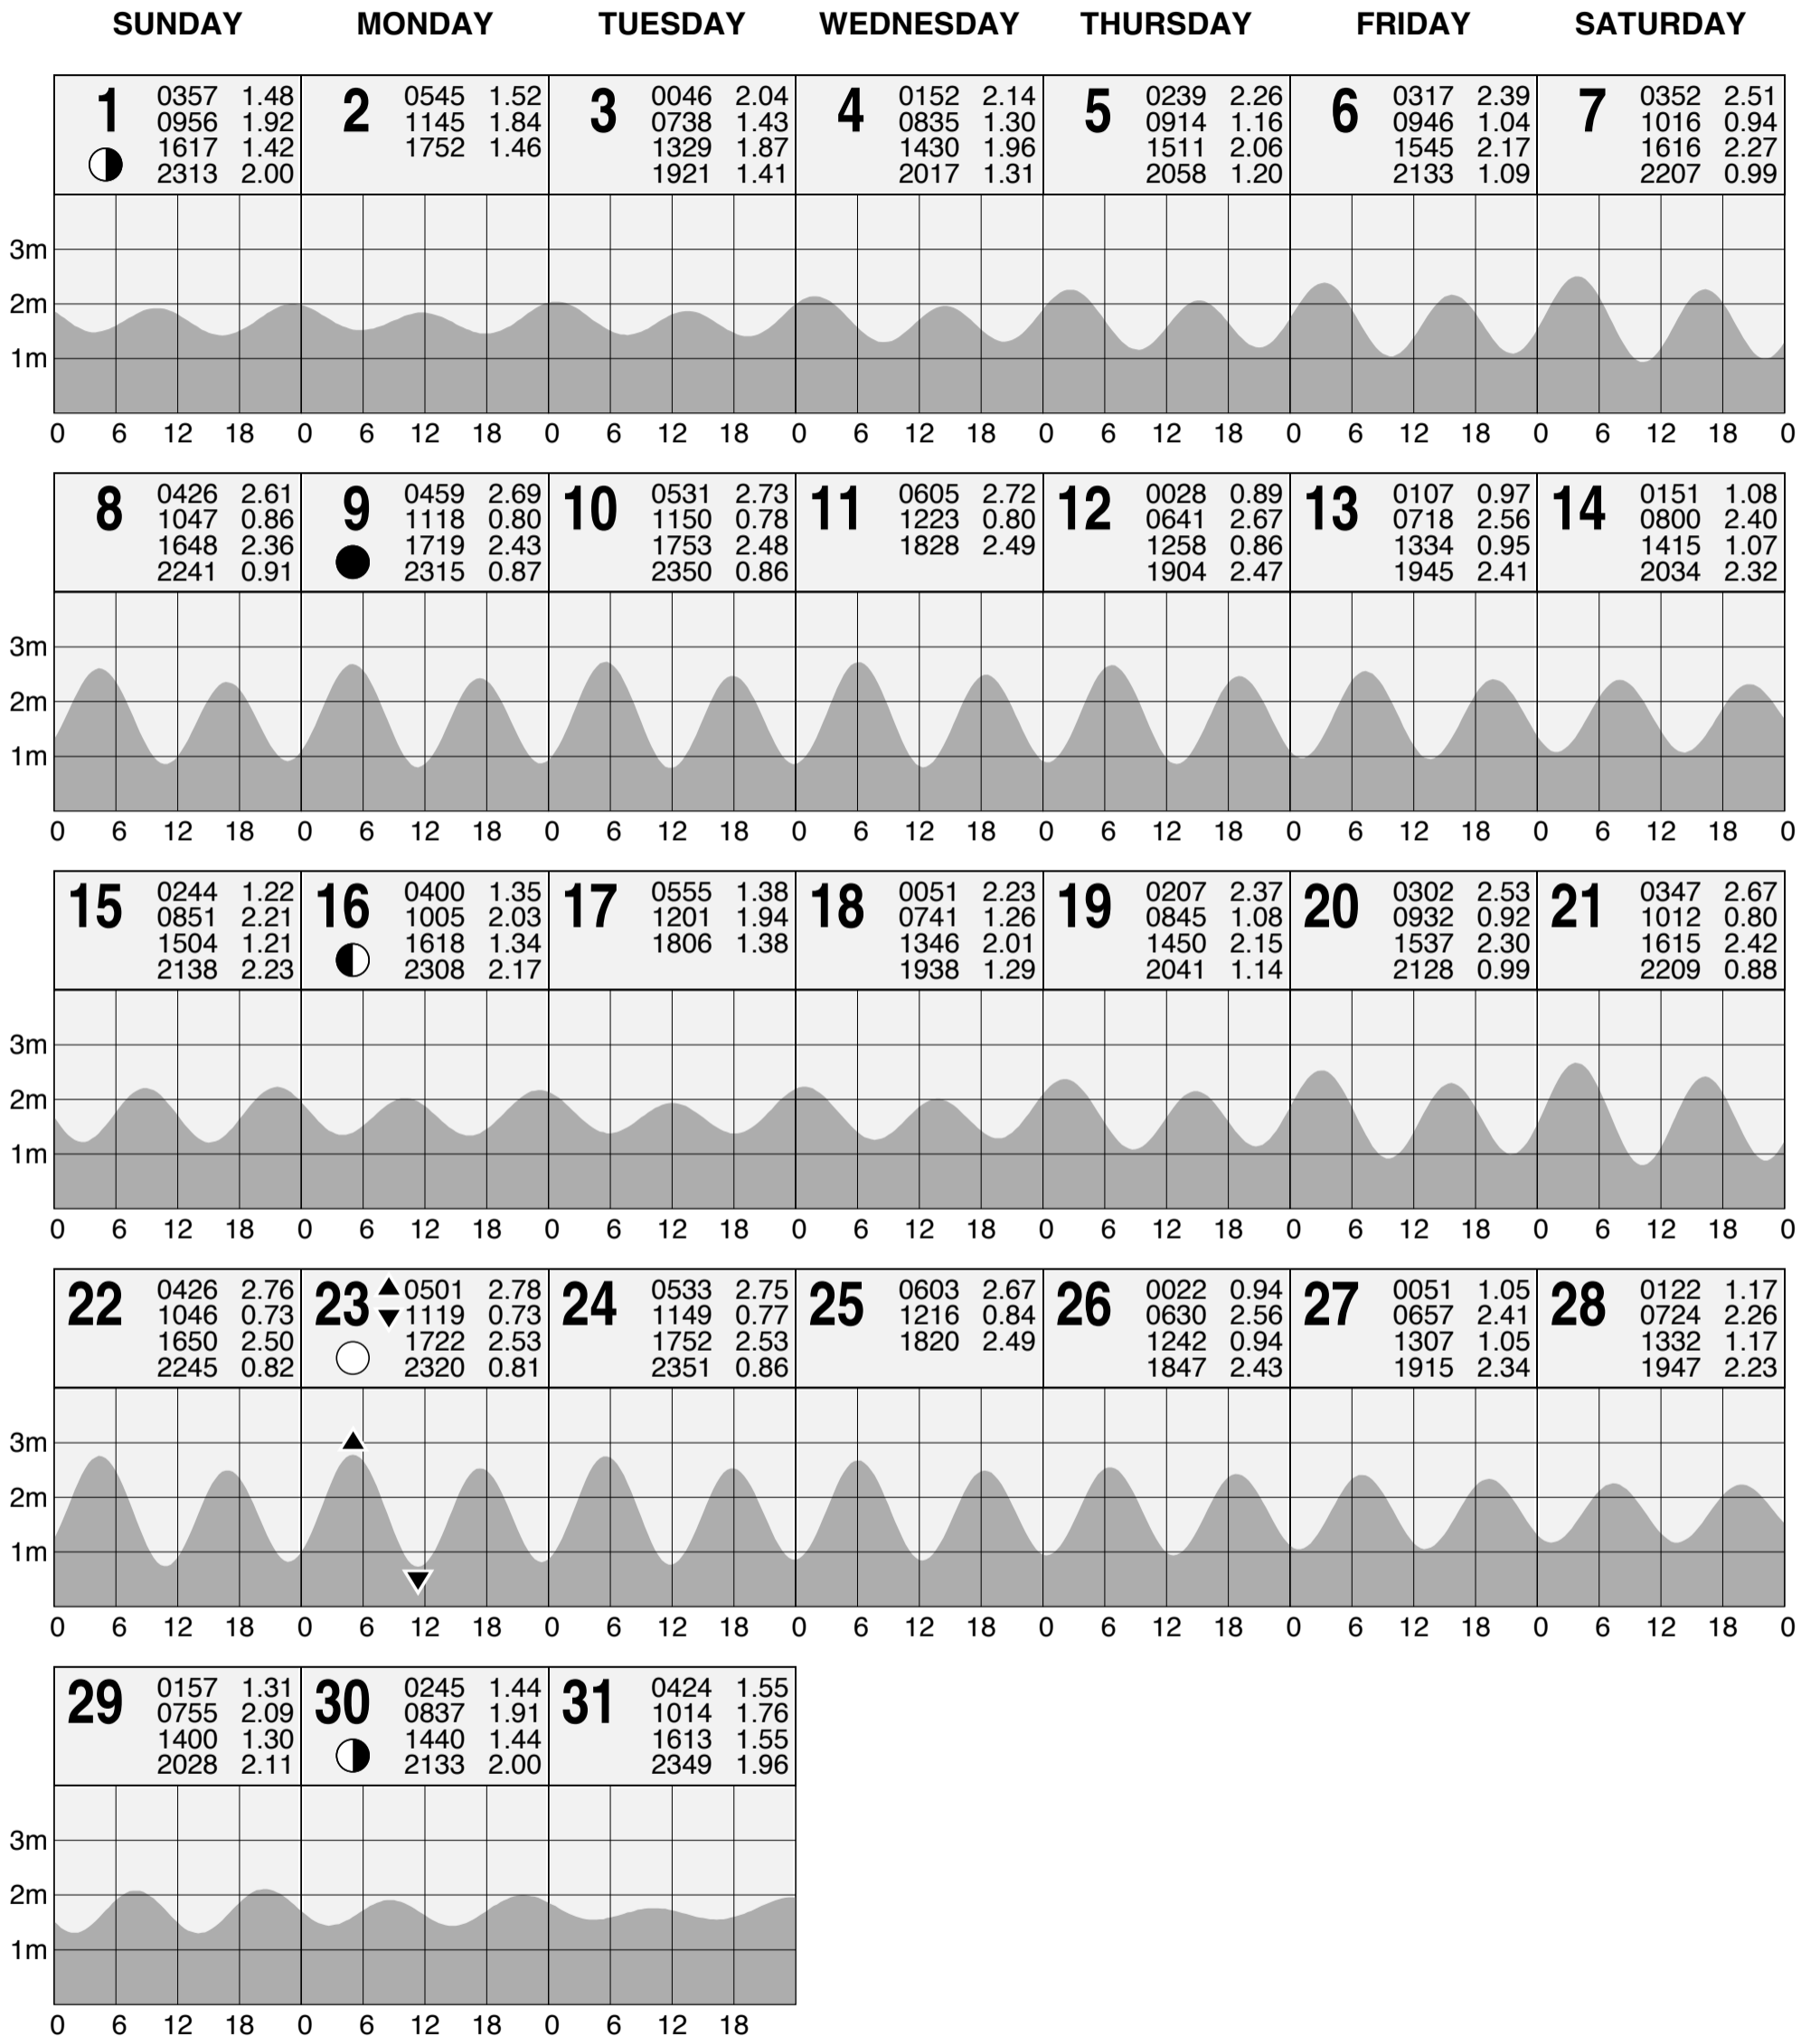 SUNDAY MONDAY TUESDAY WEDNESDAY THURSDAY FRIDAY SATURDAY
1 0357 1.48
0956 1.92
1617 1.42
2313 2.00
2 0545 1.52
1145 1.84
1752 1.46
3 0046 2.04
0738 1.43
1329 1.87
1921 1.41
4 0152 2.14
0835 1.30
1430 1.96
2017 1.31
5 0239 2.26
0914 1.16
1511 2.06
2058 1.20
6 0317 2.39
0946 1.04
1545 2.17
2133 1.09
7 0352 2.51
1016 0.94
1616 2.27
2207 0.99
3m
2m
1m
0 6 12 18 0 6 12 18 0 6 12 18 0 6 12 18 0 6 12 18 0 6 12 18 0 6 12 18 0
8 0426 2.61
1047 0.86
1648 2.36
2241 0.91
9 0459 2.69
1118 0.80
1719 2.43
2315 0.87
10 0531 2.73
1150 0.78
1753 2.48
2350 0.86
11 0605 2.72
1223 0.80
1828 2.49
12 0028 0.89
0641 2.67
1258 0.86
1904 2.47
13 0107 0.97
0718 2.56
1334 0.95
1945 2.41
14 0151 1.08
0800 2.40
1415 1.07
2034 2.32
3m
2m
1m
0 6 12 18 0 6 12 18 0 6 12 18 0 6 12 18 0 6 12 18 0 6 12 18 0 6 12 18 0
15 0244 1.22
0851 2.21
1504 1.21
2138 2.23
16 0400 1.35
1005 2.03
1618 1.34
2308 2.17
17 0555 1.38
1201 1.94
1806 1.38
18 0051 2.23
0741 1.26
1346 2.01
1938 1.29
19 0207 2.37
0845 1.08
1450 2.15
2041 1.14
20 0302 2.53
0932 0.92
1537 2.30
2128 0.99
21 0347 2.67
1012 0.80
1615 2.42
2209 0.88
3m
2m
1m
0 6 12 18 0 6 12 18 0 6 12 18 0 6 12 18 0 6 12 18 0 6 12 18 0 6 12 18 0
22 0426 2.76
1046 0.73
1650 2.50
2245 0.82
23 0501 2.78
1119 0.73
1722 2.53
2320 0.81
24 0533 2.75
1149 0.77
1752 2.53
2351 0.86
25 0603 2.67
1216 0.84
1820 2.49
26 0022 0.94
0630 2.56
1242 0.94
1847 2.43
27 0051 1.05
0657 2.41
1307 1.05
1915 2.34
28 0122 1.17
0724 2.26
1332 1.17
1947 2.23
3m
2m
1m
0 6 12 18 0 6 12 18 0 6 12 18 0 6 12 18 0 6 12 18 0 6 12 18 0 6 12 18 0
29 0157 1.31
0755 2.09
1400 1.30
2028 2.11
30 0245 1.44
0837 1.91
1440 1.44
2133 2.00
31 0424 1.55
1014 1.76
1613 1.55
2349 1.96
3m
2m
1m
0 6 12 18 0 6 12 18 0 6 12 18